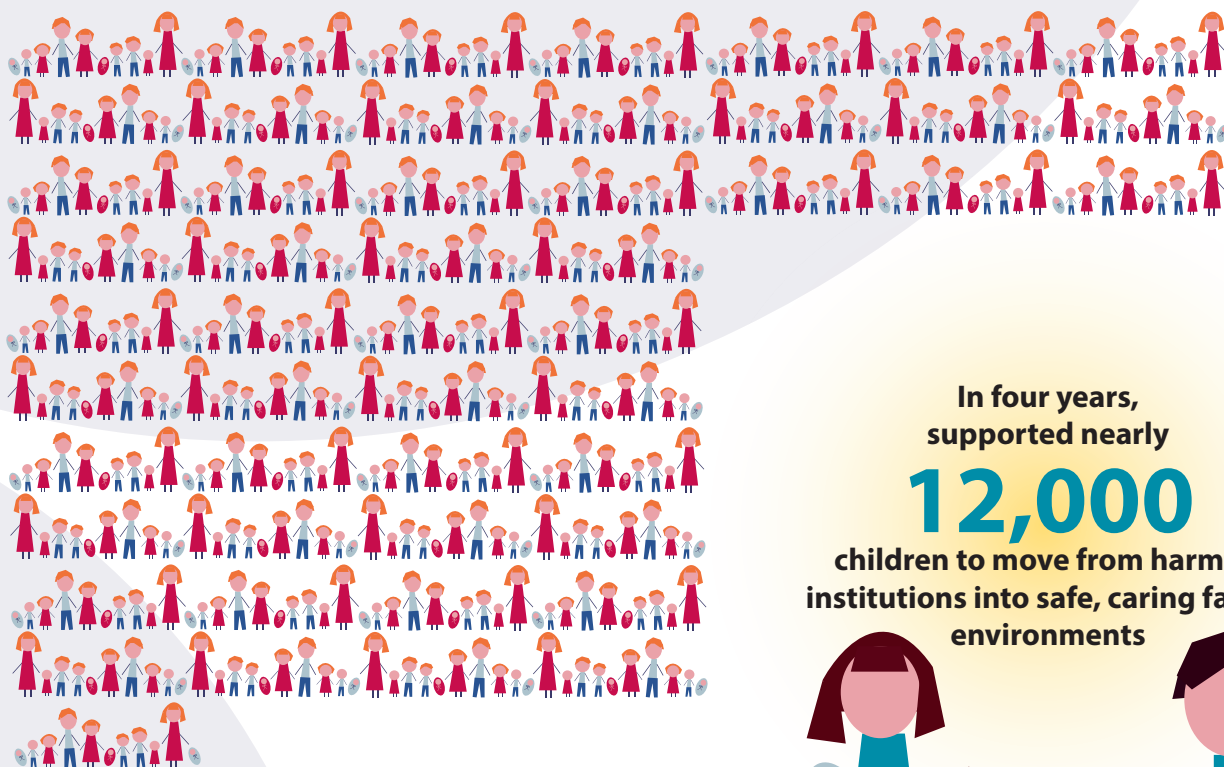 In four years,
supported nearly
12,000
children to move from harm
institutions into safe, caring fa
environments